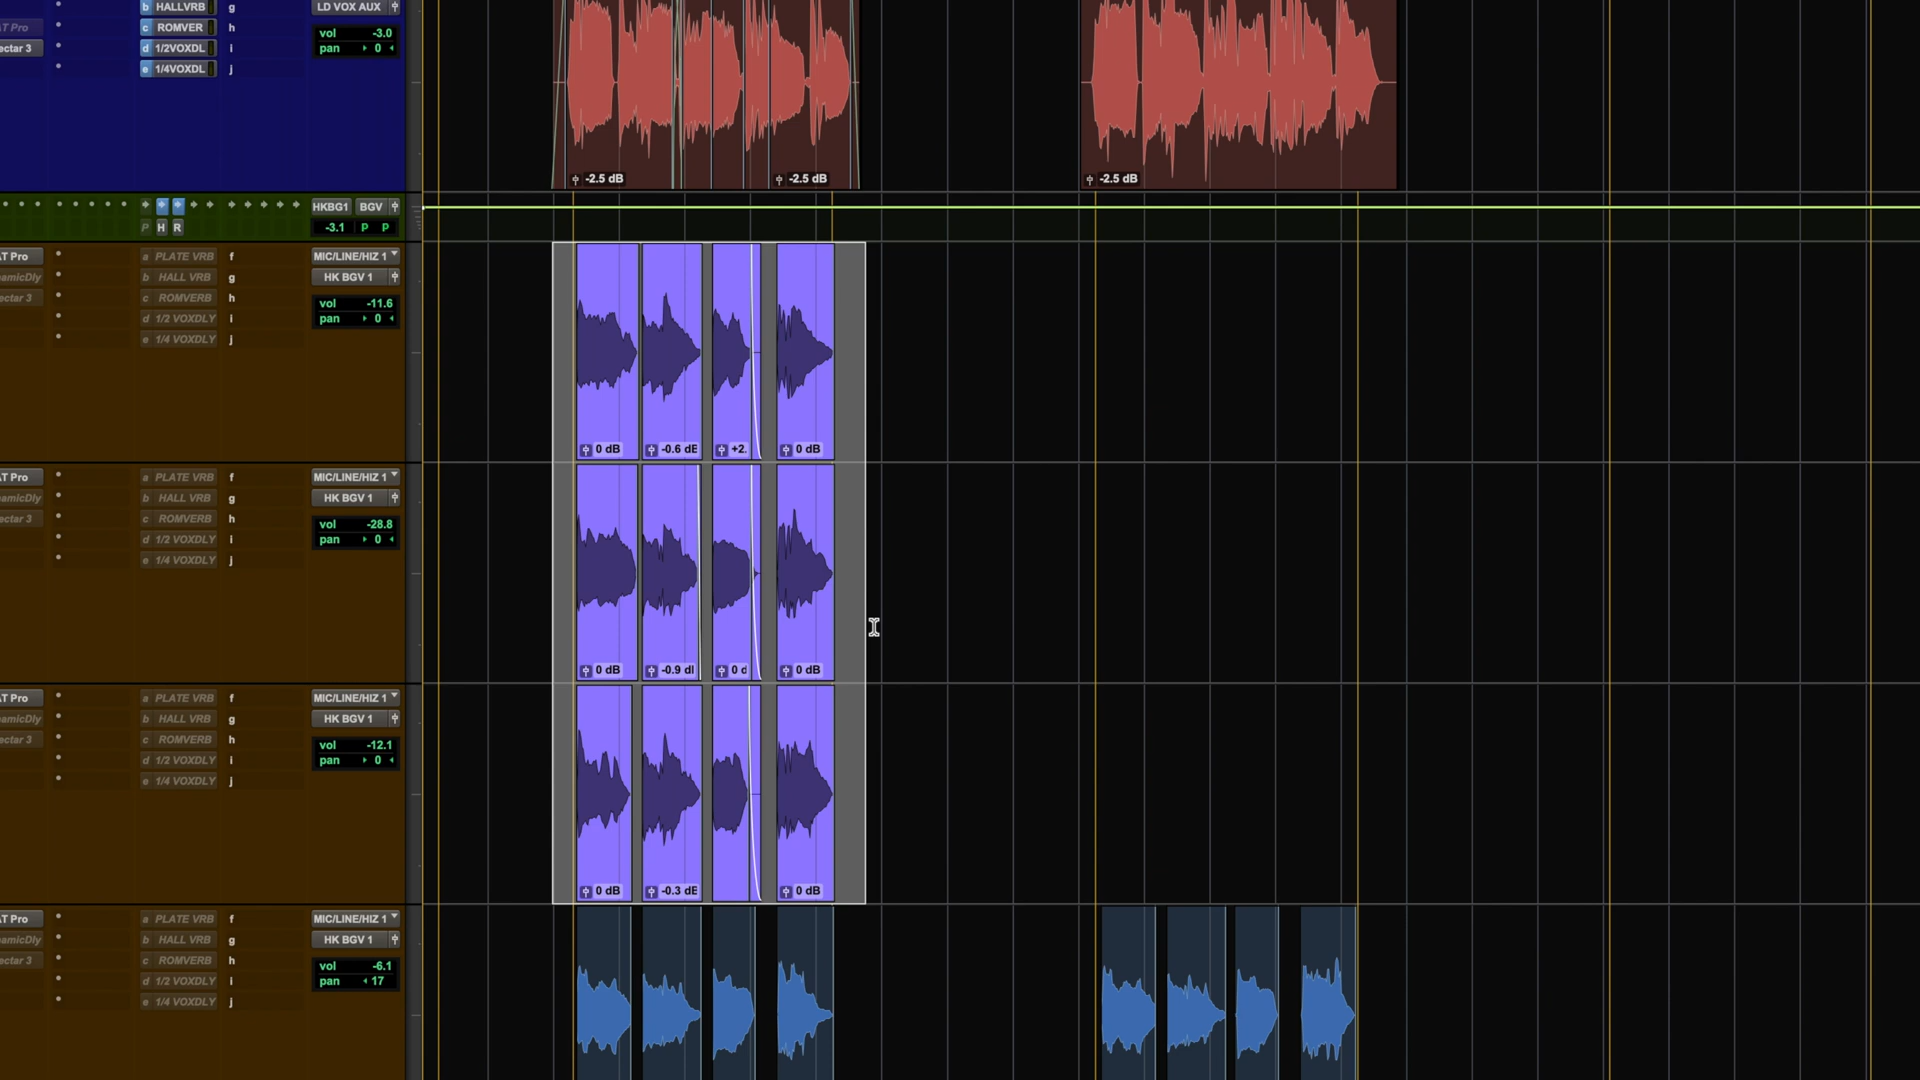 b HALLVRB g LD VOX AUX
T Pro c ROMVER h vol -3.0
ectar 3 d 1/2VOXDL i pan 0
e 1/4VOXDL j
-2.5 dB -2.5 dB -2.5 dB
HKBG1 BGV
P H R -3.1 P P
T Pro a PLATE VRB f MIC/LINE/HIZ 1
amicDly b HALL VRB g HK BGV 1
ectar 3 c ROMVERB h vol -11.6
d 1/2 VOXDLY i pan 0
e 1/4 VOXDLY j
0 dB -0.6 dB +2. 0 dB
T Pro a PLATE VRB f MIC/LINE/HIZ 1
amicDly b HALL VRB g HK BGV 1
ectar 3 c ROMVERB h vol -28.8
d 1/2 VOXDLY i pan 0
e 1/4 VOXDLY j
0 dB -0.9 dl 0 d 0 dB
T Pro a PLATE VRB f MIC/LINE/HIZ 1
amicDly b HALL VRB g HK BGV 1
ectar 3 c ROMVERB h vol -12.1
d 1/2 VOXDLY i pan 0
e 1/4 VOXDLY j
0 dB -0.3 dB 0 dB
T Pro a PLATE VRB f MIC/LINE/HIZ 1
amicDly b HALL VRB g HK BGV 1
ectar 3 c ROMVERB h vol -6.1
d 1/2 VOXDLY i pan 17
e 1/4 VOXDLY j